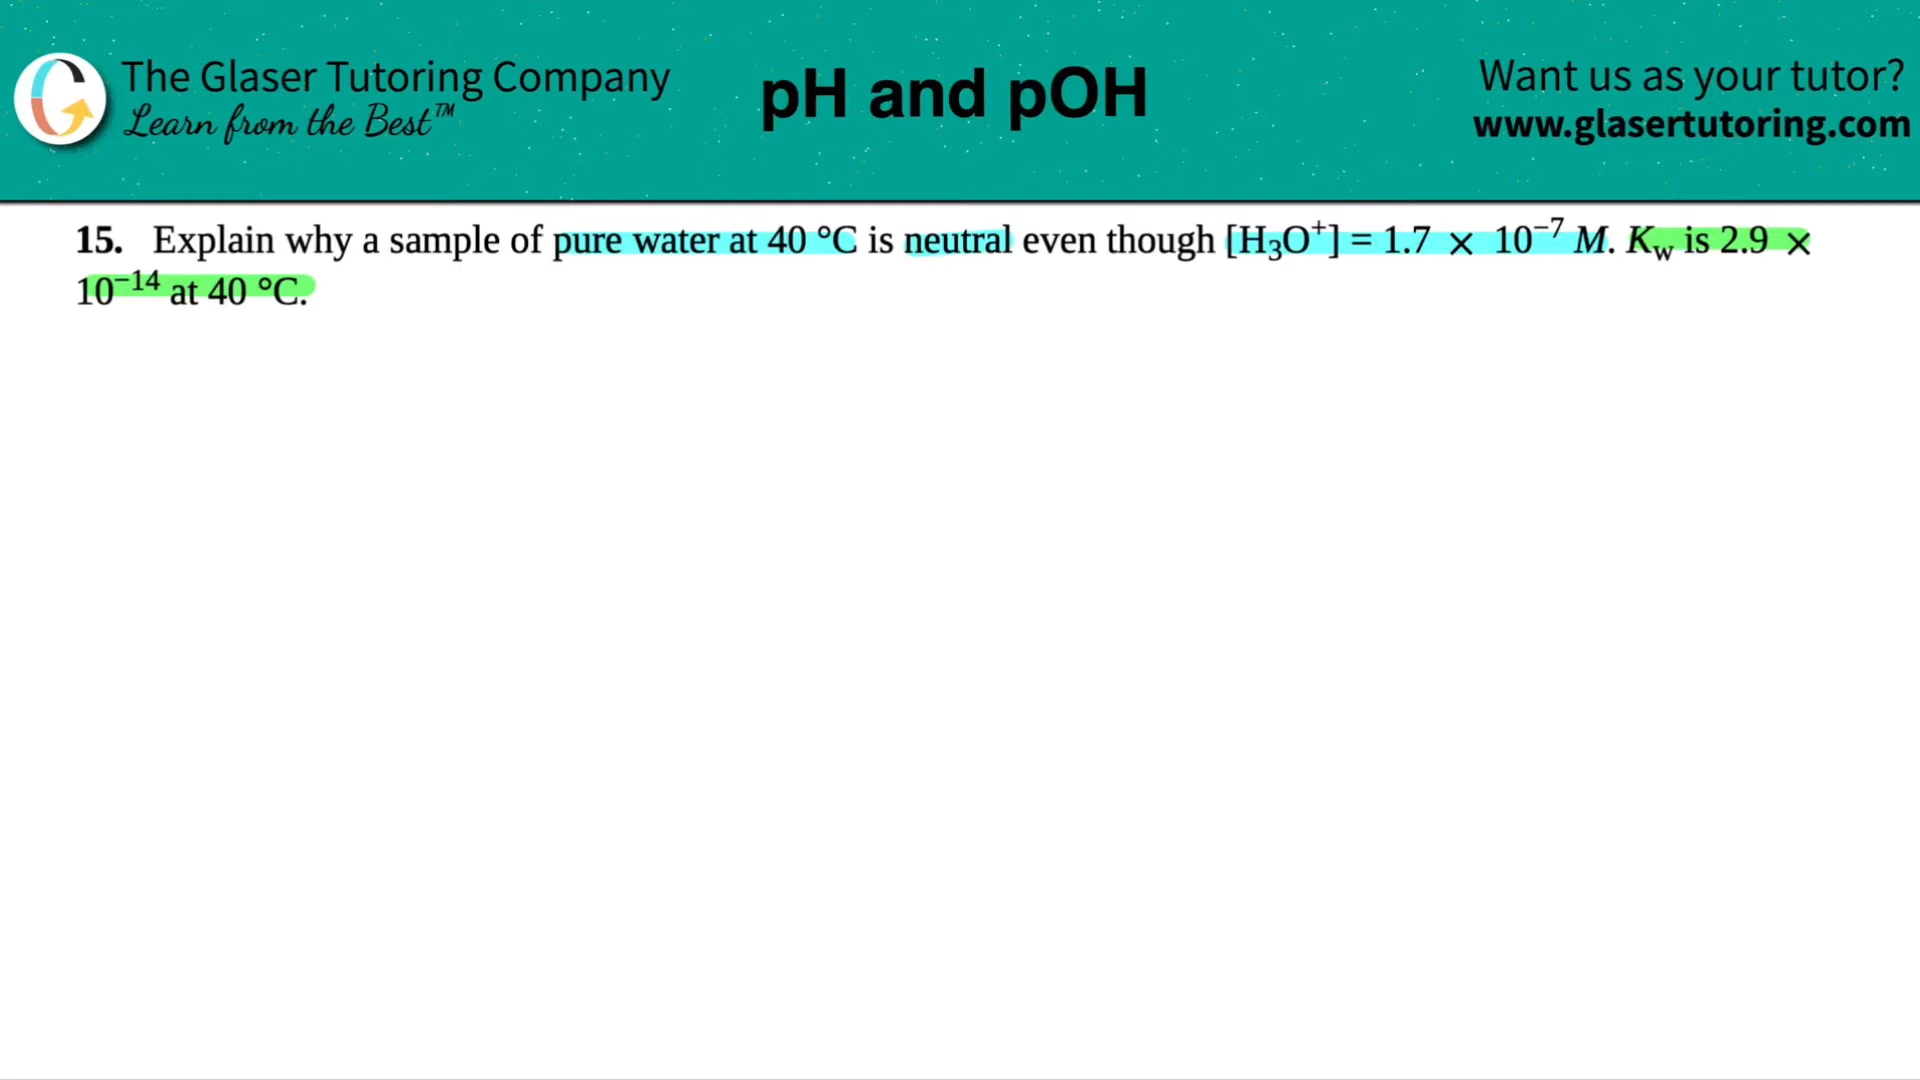 The Glaser Tutoring Company
Learn from the Best™
pH and pOH
Want us as your tutor?
www.glasertutoring.com
15. Explain why a sample of pure water at 40 °C is neutral even though [H₃O⁺] = 1.7 × 10⁻⁷ M. K_w is 2.9 ×
10⁻¹⁴ at 40 °C.